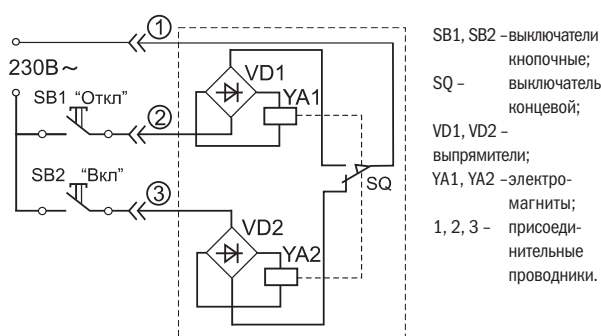 1
230В~
VD1
SB1 “Откл”
2
YA1
SB2 “Вкл”
3
SQ
VD2
YA2
SB1, SB2 – выключатели
кнопочные;
SQ – выключатель
концевой;
VD1, VD2 –
выпрямители;
YA1, YA2 – электро-
магниты;
1, 2, 3 – присоеди-
нительные
проводники.